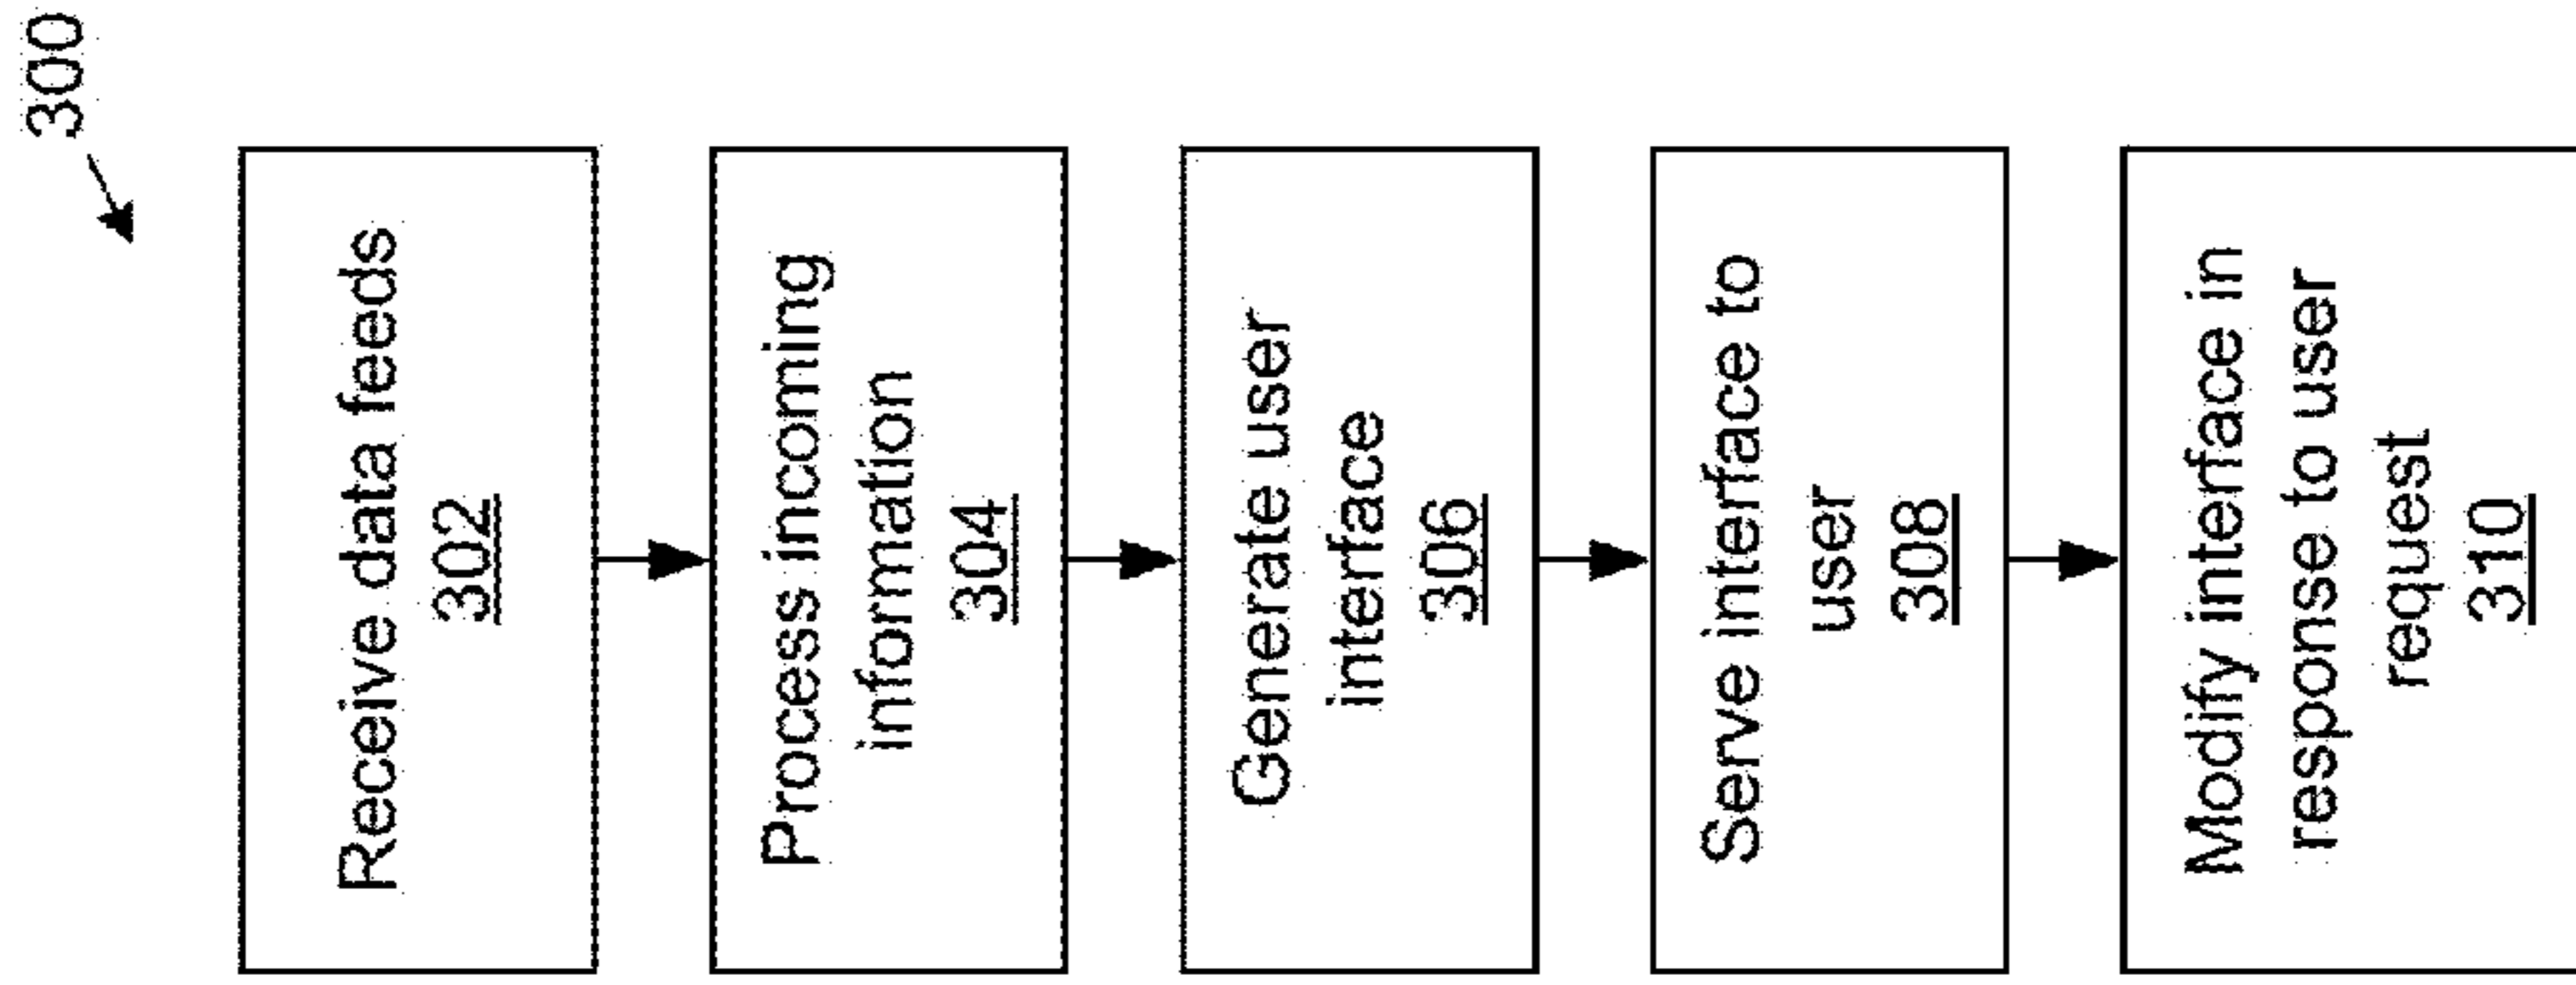 300
Receive data feeds
302
Process incoming
information
304
Generate user
interface
306
Serve interface to
user
308
Modify interface in
response to user
request
310